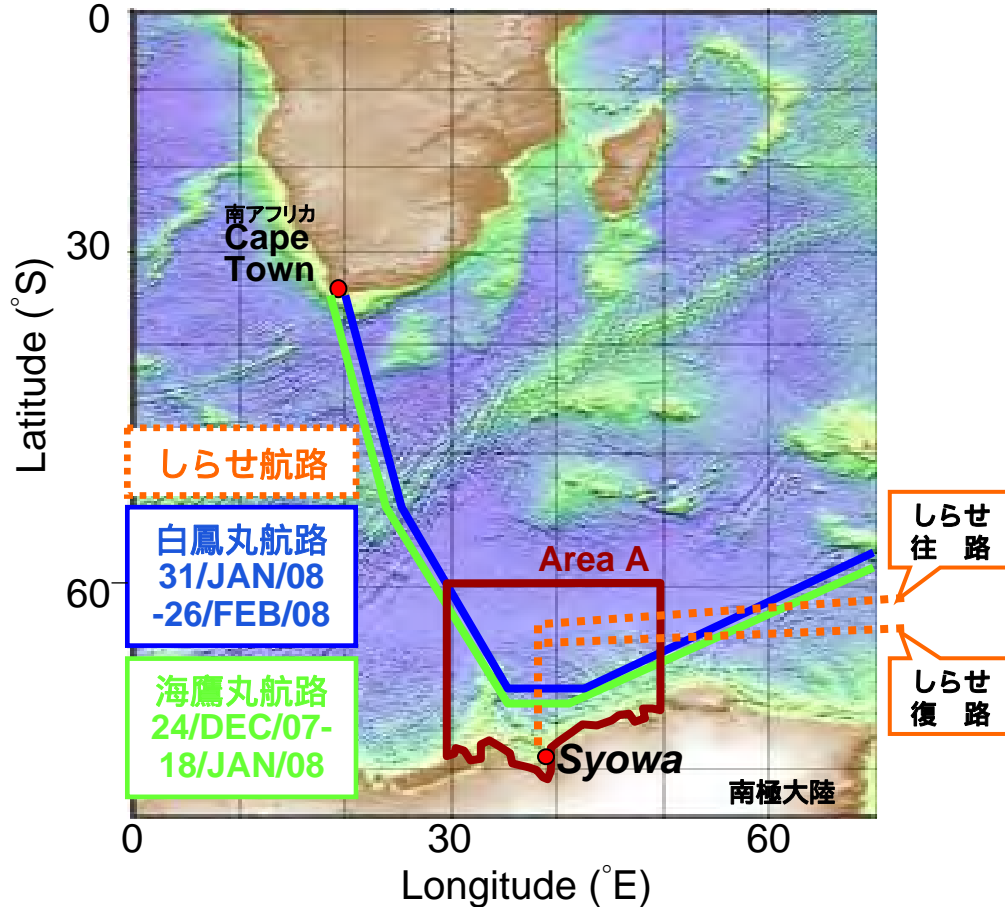 0
南アフリカ
Cape
Town
30
Latitude (°S)
しらせ航路
白鳳丸航路
31/JAN/08
-26/FEB/08
海鷹丸航路
24/DEC/07-
18/JAN/08
60
Area A
しらせ
往 路
しらせ
復 路
Syowa
南極大陸
0
30
60
Longitude (°E)